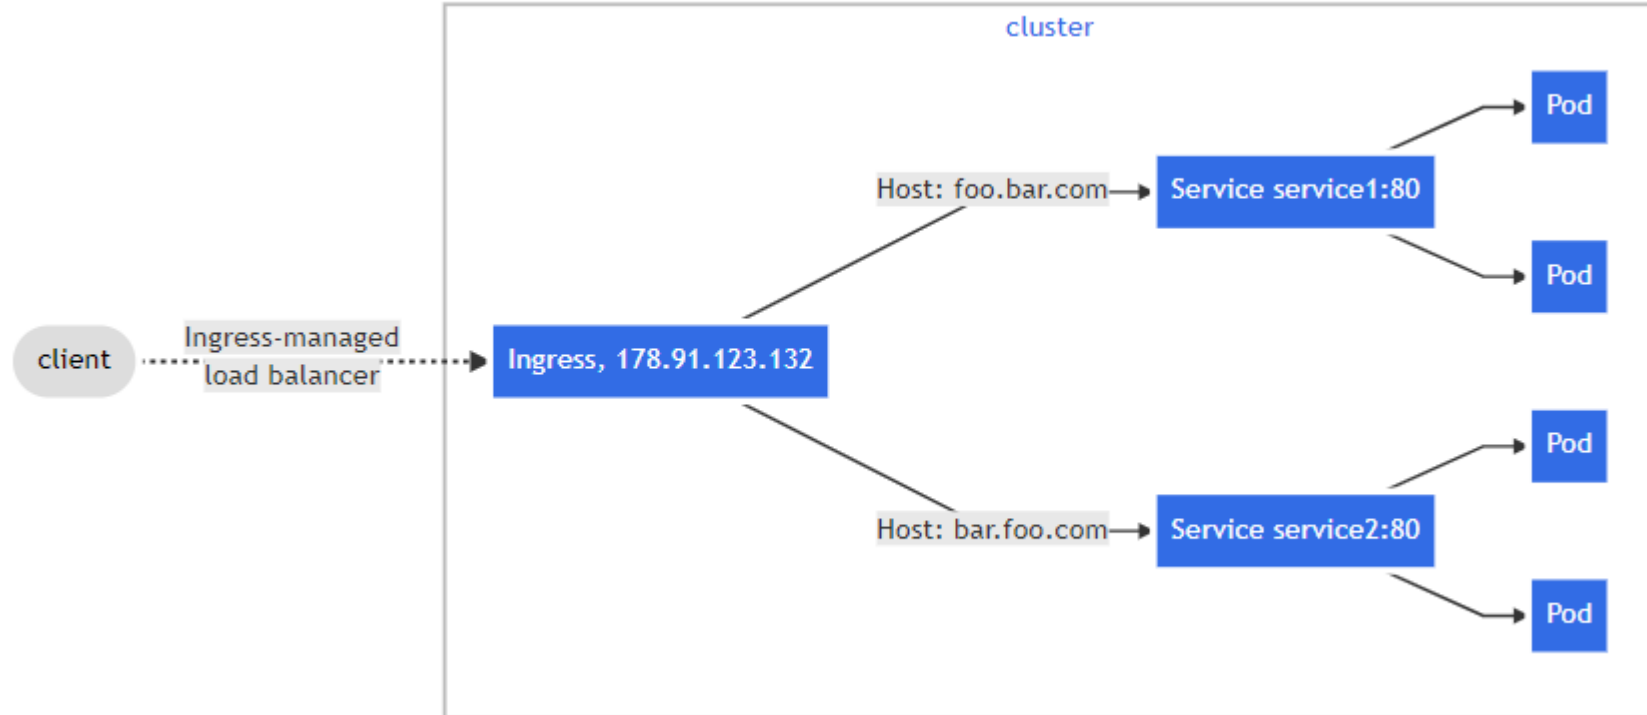 cluster
client
Ingress-managed
load balancer
Ingress, 178.91.123.132
Host: foo.bar.com
Service service1:80
Pod
Pod
Host: bar.foo.com
Service service2:80
Pod
Pod